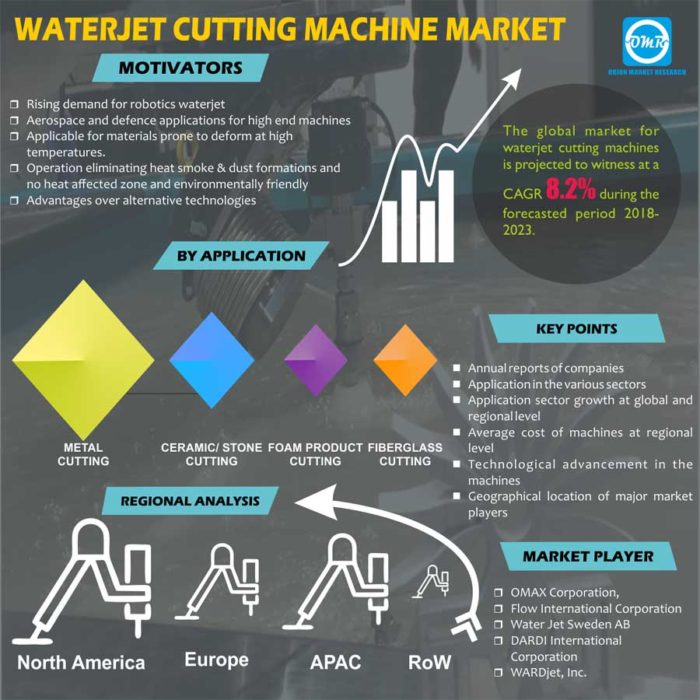 WATERJET CUTTING MACHINE MARKET
OMR
ORION MARKET RESEARCH
MOTIVATORS
Rising demand for robotics waterjet
Aerospace and defence applications for high end machines
Applicable for materials prone to deform at high
temperatures.
Operation eliminating heat smoke & dust formations and
no heat affected zone and environmentally friendly
Advantages over alternative technologies
The global market for
waterjet cutting machines
is projected to witness at a
CAGR 8.2% during the
forecasted period 2018-
2023.
BY APPLICATION
METAL
CUTTING
CERAMIC/ STONE
CUTTING
FOAM PRODUCT
CUTTING
FIBERGLASS
CUTTING
KEY POINTS
Annual reports of companies
Application in the various sectors
Application sector growth at global and
regional level
Average cost of machines at regional
level
Technological advancement in the
machines
Geographical location of major market
players
REGIONAL ANALYSIS
North America
Europe
APAC
RoW
MARKET PLAYER
OMAX Corporation,
Flow International Corporation
Water Jet Sweden AB
DARDI International
Corporation
WARDjet, Inc.